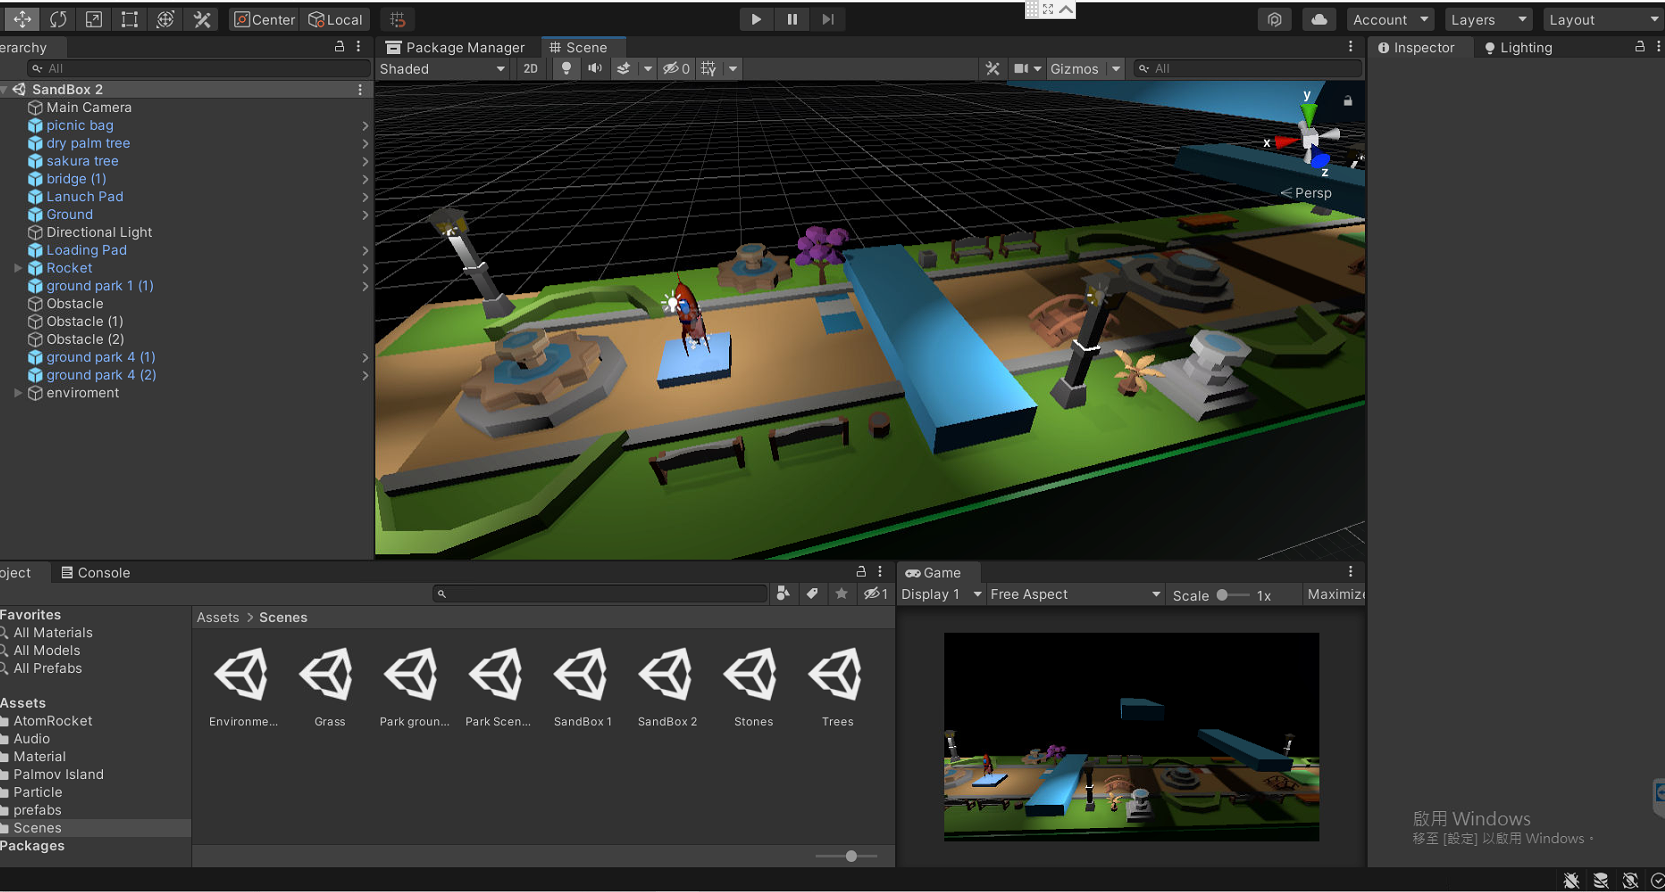 Center
Local
Account
Layers
Layout
erarchy
Package Manager
Scene
Inspector
Lighting
All
Shaded
2D
0
Gizmos
All
SandBox 2
Main Camera
picnic bag
dry palm tree
sakura tree
bridge (1)
Lanuch Pad
Ground
Directional Light
Loading Pad
Rocket
ground park 1 (1)
Obstacle
Obstacle (1)
Obstacle (2)
ground park 4 (1)
ground park 4 (2)
enviroment
y
x
z
Persp
oject
Console
Game
1
Display 1
Free Aspect
Scale
1x
Maximize
Favorites
All Materials
All Models
All Prefabs
Assets
AtomRocket
Audio
Material
Palmov Island
Particle
prefabs
Scenes
Packages
Assets > Scenes
Environme...
Grass
Park groun...
Park Scen...
SandBox 1
SandBox 2
Stones
Trees
啟用 Windows
移至 [設定] 以啟用 Windows。